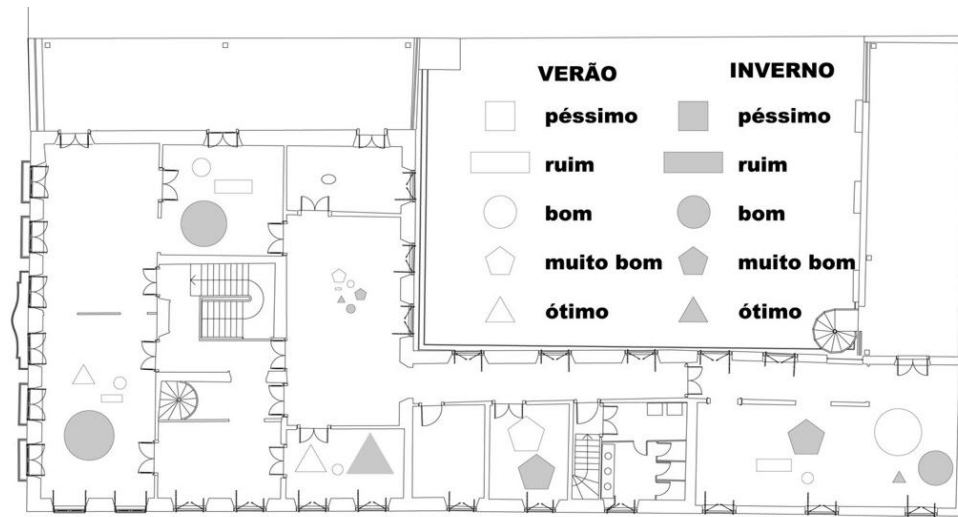 VERÃO INVERNO
péssimo péssimo
ruim ruim
bom bom
muito bom muito bom
ótimo ótimo